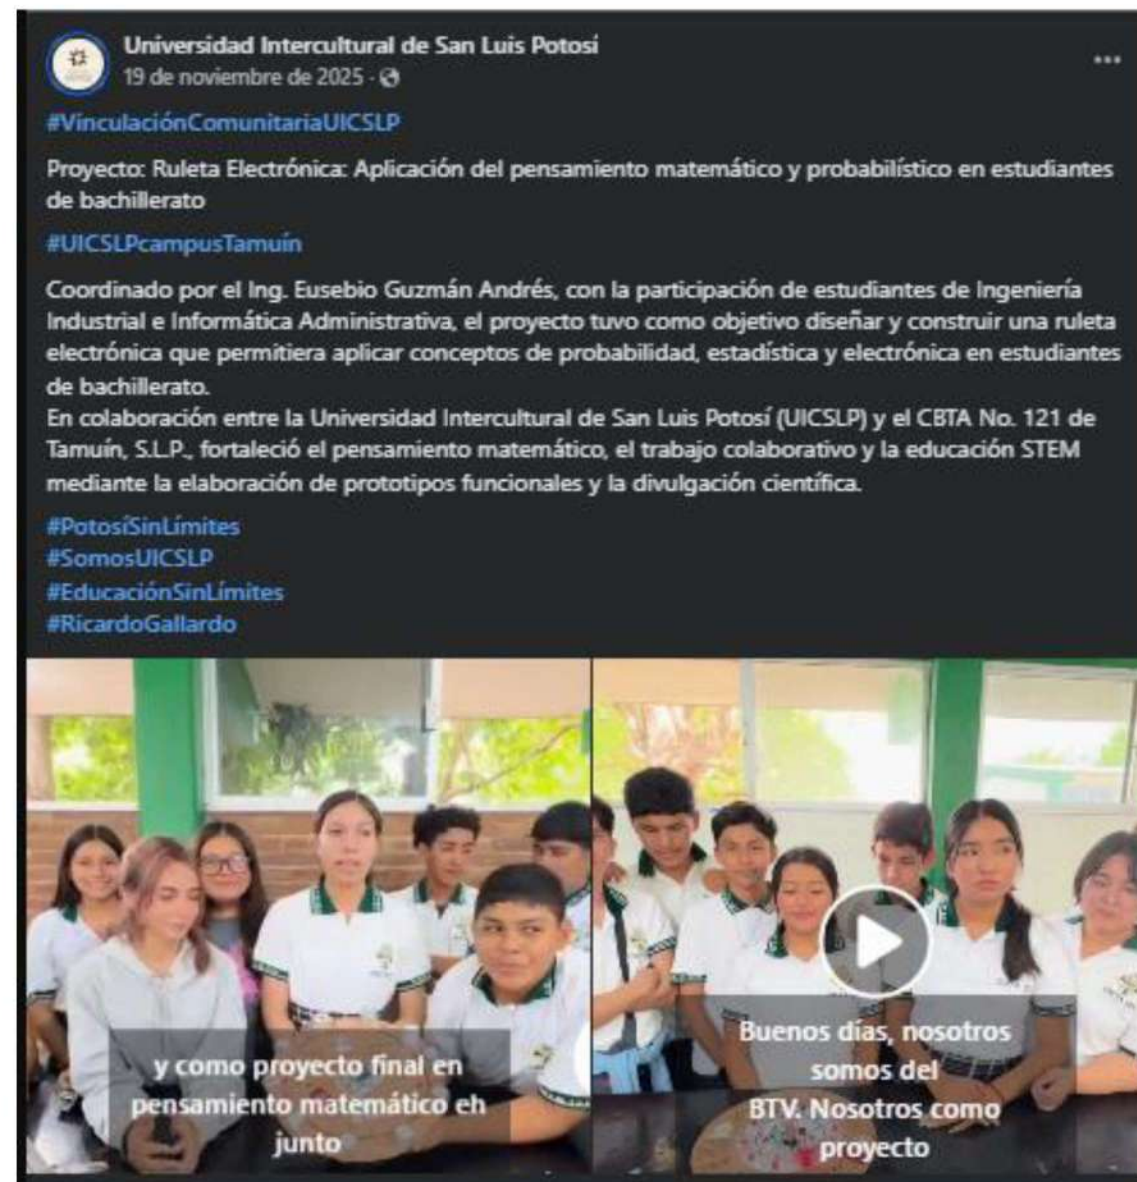 Universidad Intercultural de San Luis Potosí
19 de noviembre de 2025 ·
#VinculaciónComunitariaUICSLP
Proyecto: Ruleta Electrónica: Aplicación del pensamiento matemático y probabilístico en estudiantes
de bachillerato
#UICSLPcampusTamuín
Coordinado por el Ing. Eusebio Guzmán Andrés, con la participación de estudiantes de Ingeniería
Industrial e Informática Administrativa, el proyecto tuvo como objetivo diseñar y construir una ruleta
electrónica que permitiera aplicar conceptos de probabilidad, estadística y electrónica en estudiantes
de bachillerato.
En colaboración entre la Universidad Intercultural de San Luis Potosí (UICSLP) y el CBTA No. 121 de
Tamuín, S.L.P., fortaleció el pensamiento matemático, el trabajo colaborativo y la educación STEM
mediante la elaboración de prototipos funcionales y la divulgación científica.
#PotosíSinLímites
#SomosUICSLP
#EducaciónSinLímites
#RicardoGallardo
y como proyecto final en
pensamiento matemático eh
junto
Buenos días, nosotros
somos del
BTV. Nosotros como
proyecto